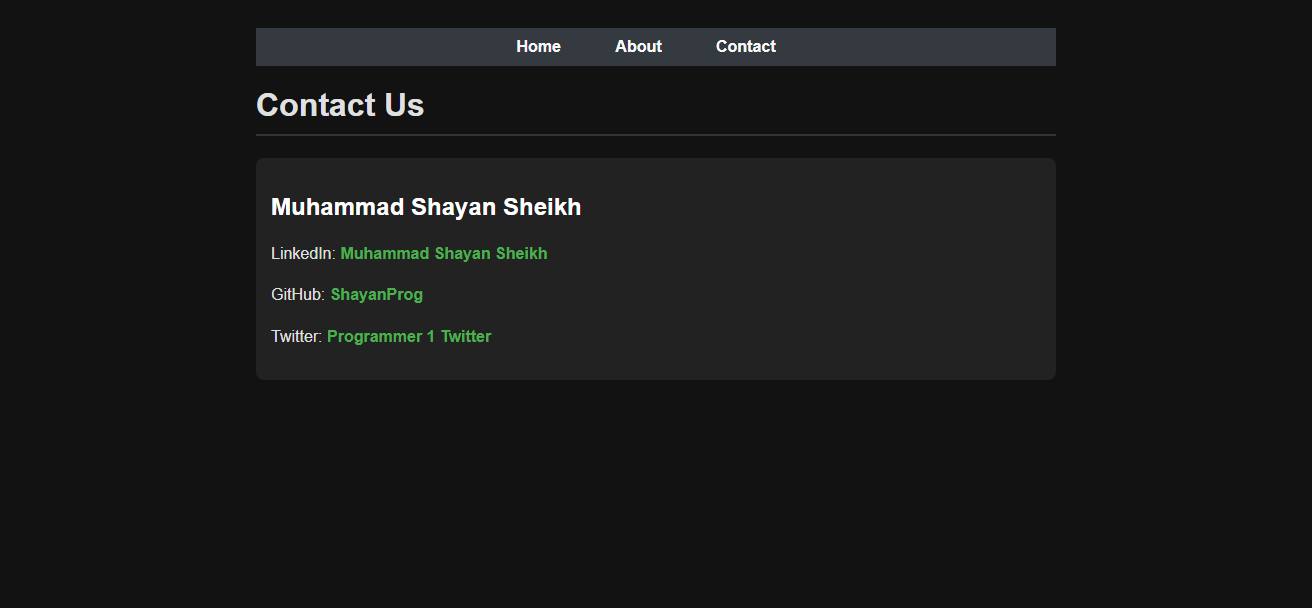 Home About Contact
Contact Us
Muhammad Shayan Sheikh
LinkedIn: Muhammad Shayan Sheikh
GitHub: ShayanProg
Twitter: Programmer 1 Twitter